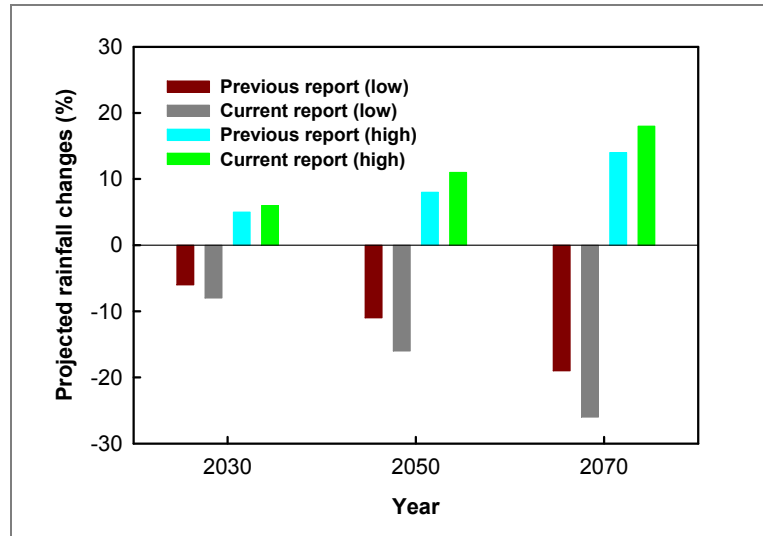 30
20
10
0
-10
-20
-30
Projected rainfall changes (%)
Previous report (low)
Current report (low)
Previous report (high)
Current report (high)
2030 2050 2070
Year